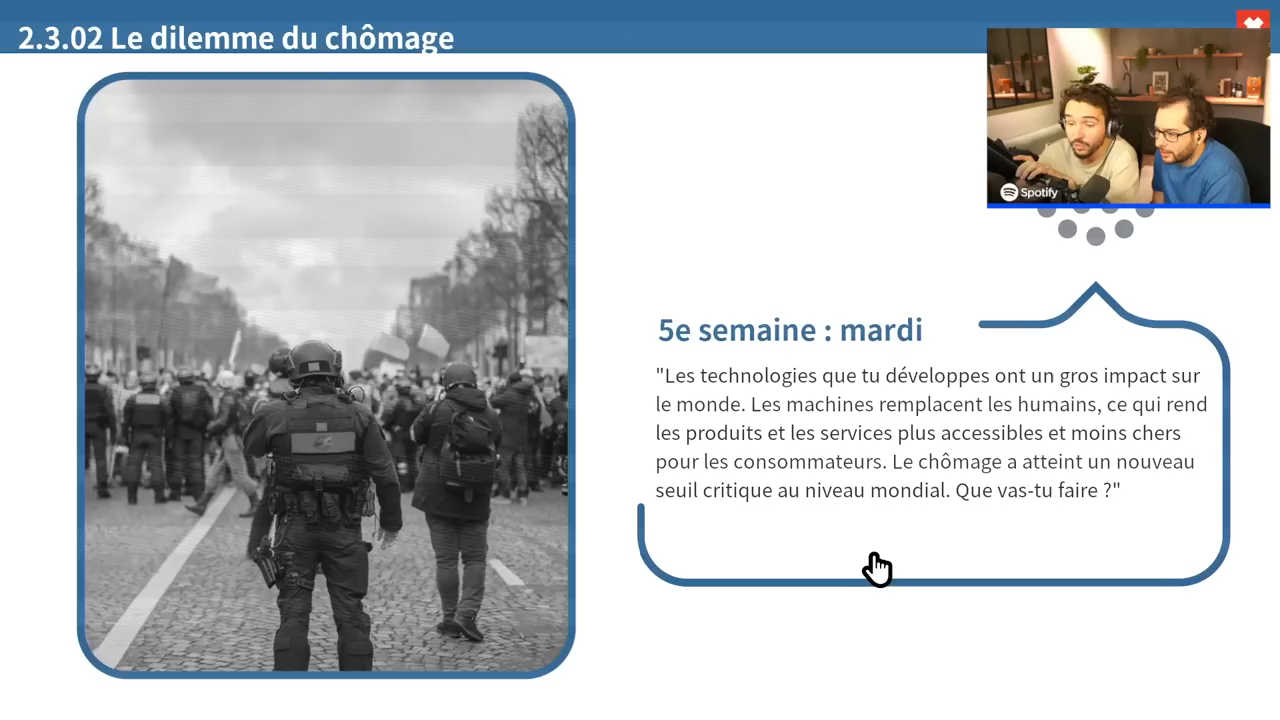 2.3.02 Le dilemme du chômage
Spotify
5e semaine : mardi
"Les technologies que tu développes ont un gros impact sur
le monde. Les machines remplacent les humains, ce qui rend
les produits et les services plus accessibles et moins chers
pour les consommateurs. Le chômage a atteint un nouveau
seuil critique au niveau mondial. Que vas-tu faire ?"